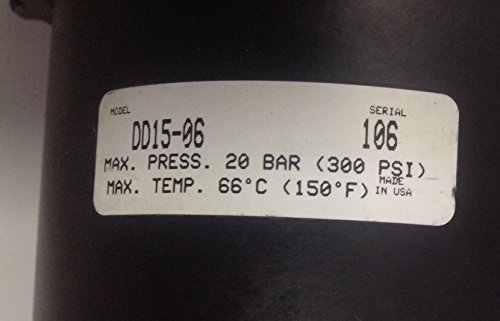 MODEL SERIAL
DD15-06 106
MAX. PRESS. 20 BAR (300 PSI)
MAX. TEMP. 66°C (150°F) MADE IN USA